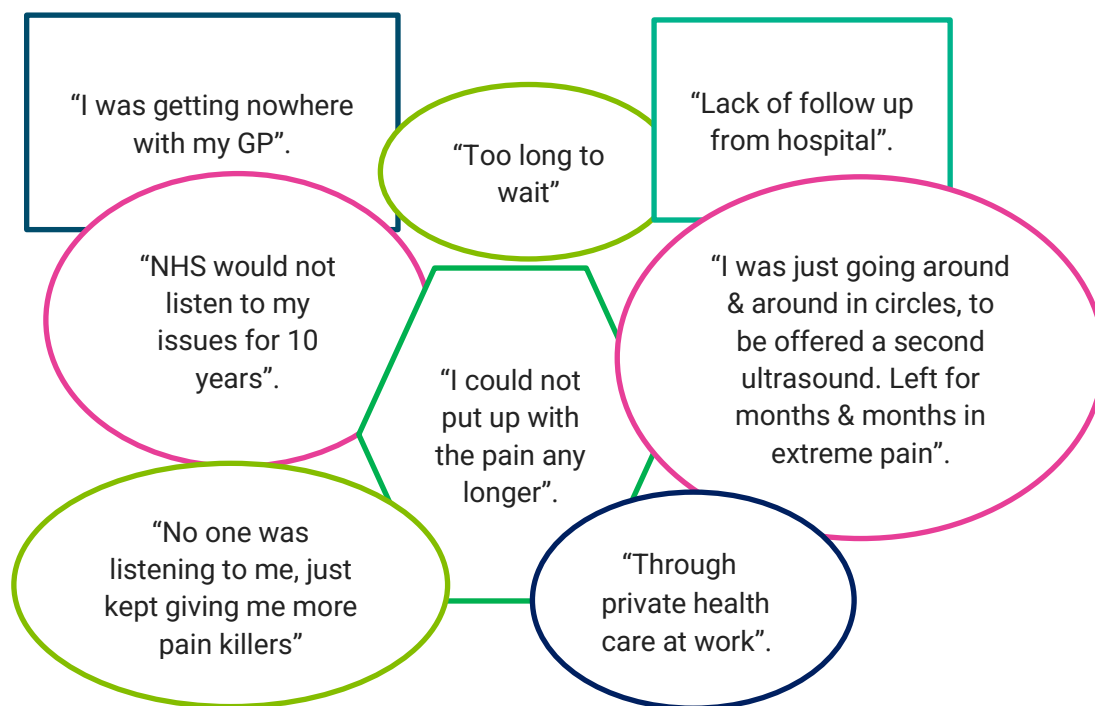 “I was getting nowhere
with my GP”.
“Too long to
wait”
“Lack of follow up
from hospital”.
“NHS would not
listen to my
issues for 10
years”.
“I could not
put up with
the pain any
longer”.
“I was just going around
& around in circles, to
be offered a second
ultrasound. Left for
months & months in
extreme pain”.
“No one was
listening to me, just
kept giving me more
pain killers”
“Through
private health
care at work”.